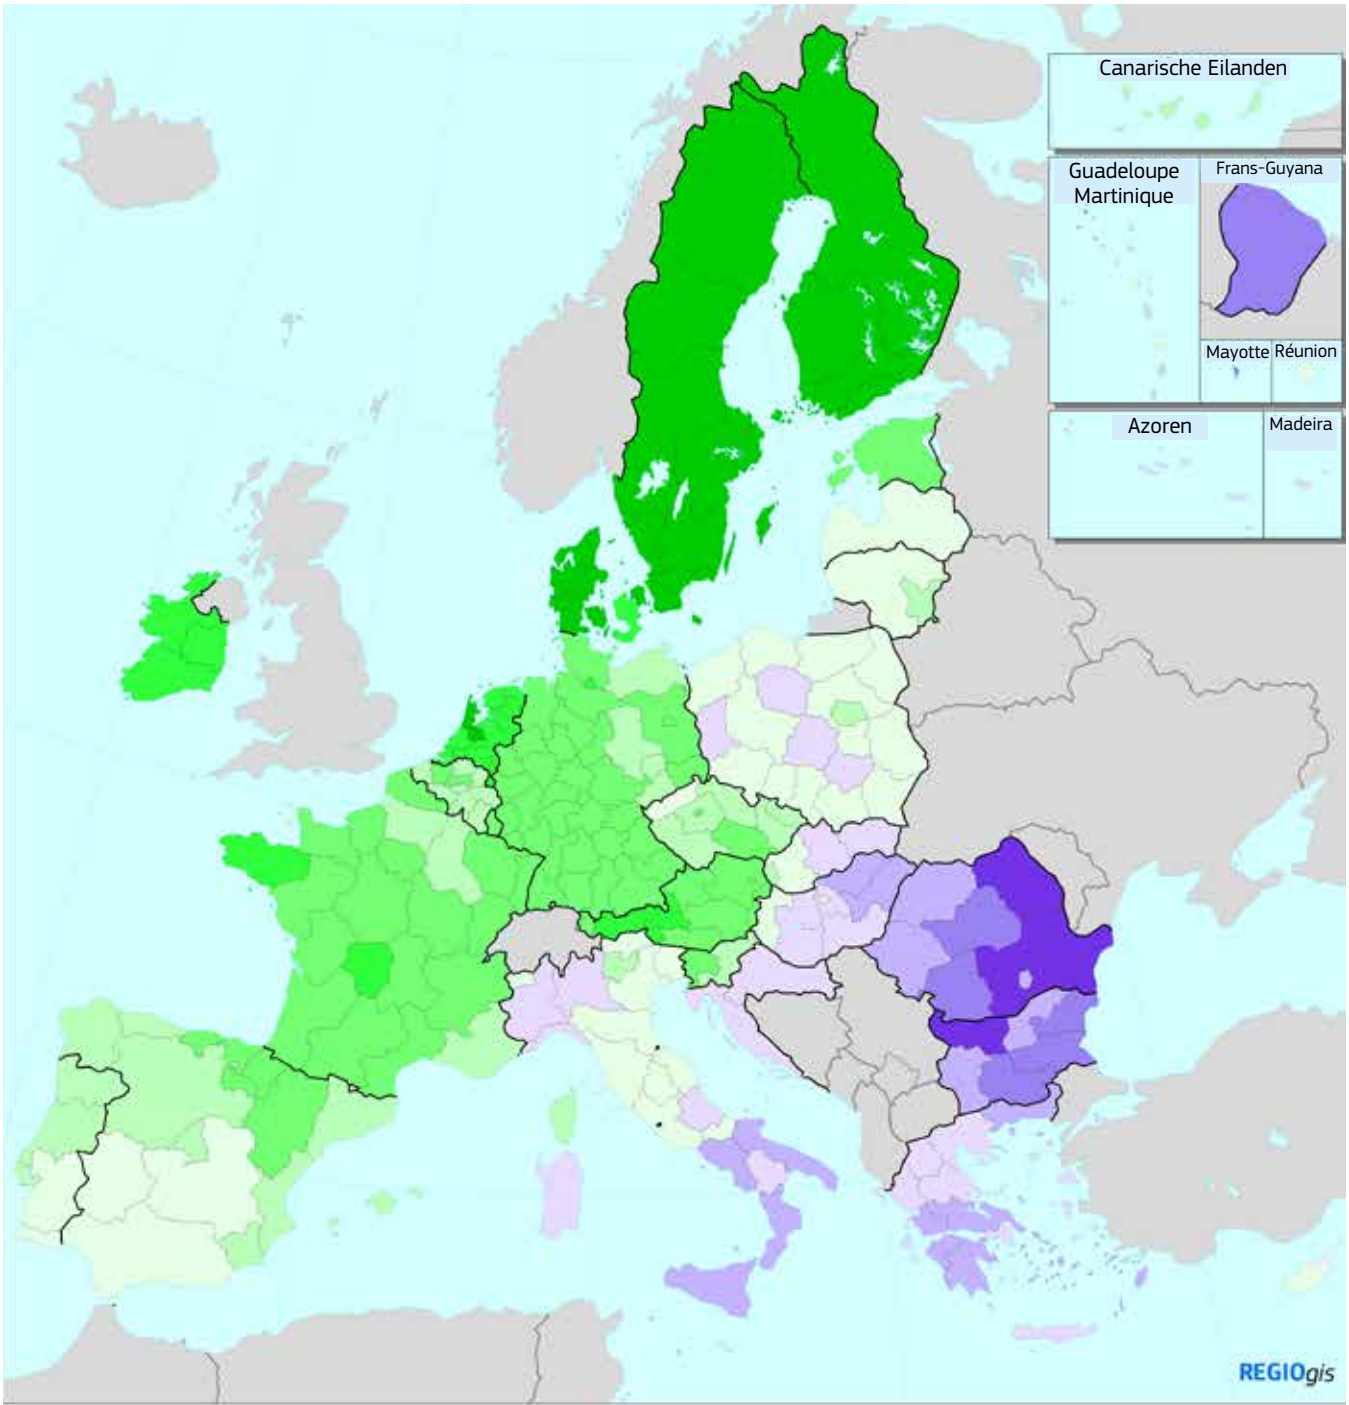 Canarische Eilanden
Guadeloupe
Martinique
Frans-Guyana
Mayotte
Réunion
Azoren
Madeira
REGIOgis